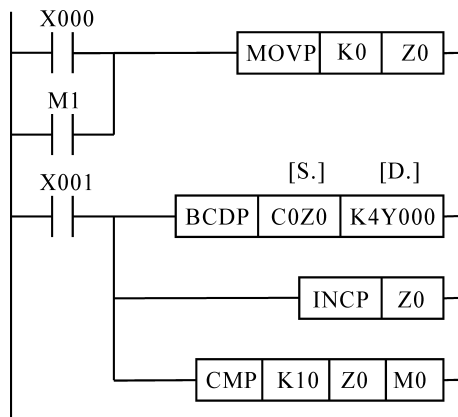 X000
MOVP K0 Z0
M1
X001
[S.] [D.]
BCDP C0Z0 K4Y000
INCP Z0
CMP K10 Z0 M0